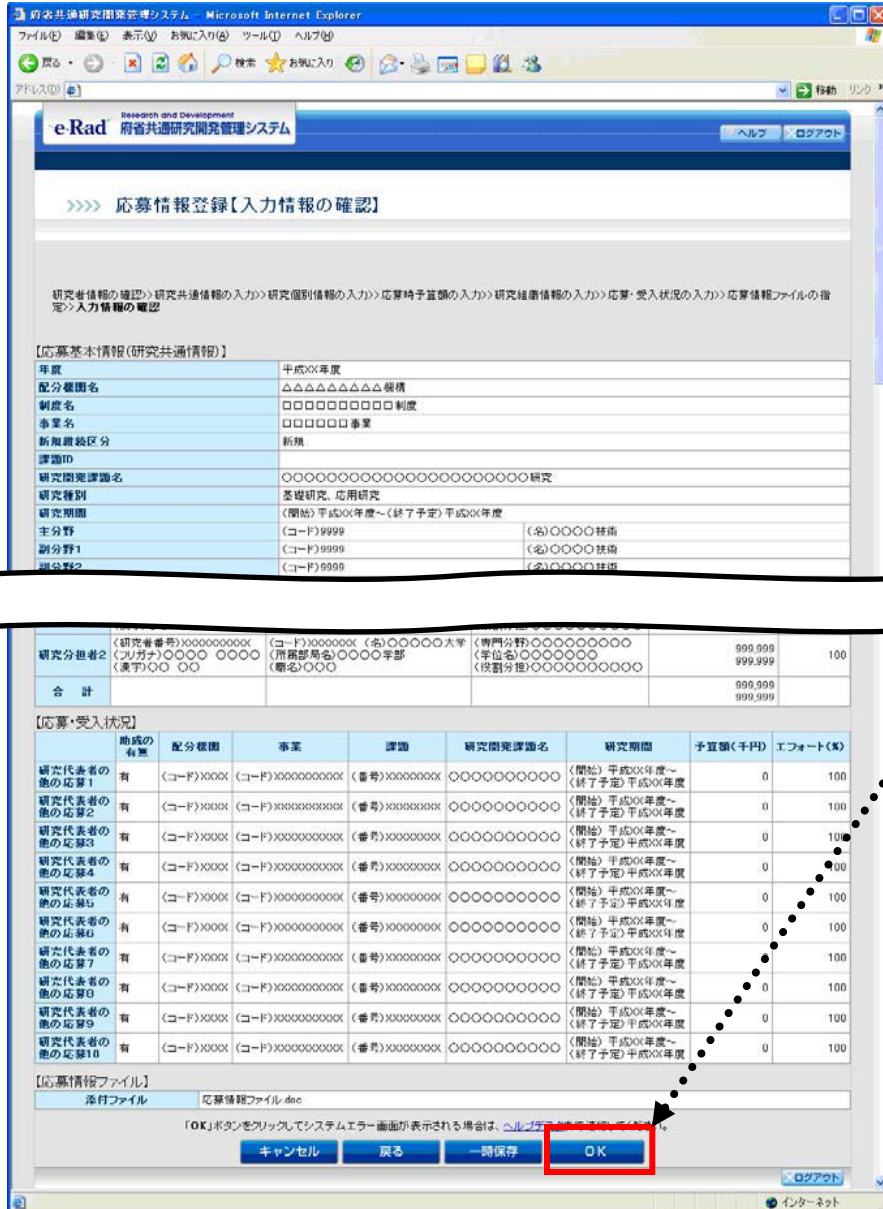 府省共通研究開発管理システム - Microsoft Internet Explorer
ファイル(F) 編集(E) 表示(V) お気に入り(A) ツール(T) ヘルプ(H)
戻る 検索 お気に入り
アドレス(D) 移動 リンク
e-Rad Research and Development 府省共通研究開発管理システム
ヘルプ ログアウト
>>>> 応募情報登録【入力情報の確認】
研究者情報の確認>>研究共通情報の入力>>研究個別情報の入力>>応募時予算額の入力>>研究組織情報の入力>>応募・受入状況の入力>>応募情報ファイルの指
定>>入力情報の確認
【応募基本情報(研究共通情報)】
年度 平成XX年度
配分機関名 △△△△△△△△△機構
制度名 □□□□□□□□□□制度
事業名 □□□□□□事業
新規継続区分 新規
課題ID
研究開発課題名 ○○○○○○○○○○○○○○○○○○○○○○研究
研究種別 基礎研究、応用研究
研究期間 (開始)平成XX年度~(終了予定)平成XX年度
主分野 (コード)9999 (名)○○○○技術
副分野1 (コード)9999 (名)○○○○技術
副分野2 (コード)9999 (名)○○○○技術
研究分担者2 (研究者番号)XXXXXXXXXX (コード)XXXXXXX (名)○○○○○大学 (専門分野)○○○○○○○○○ 999,999 100
(フリガナ)○○○○ ○○○○ (所属部局名)○○○○学部 (学位名)○○○○○○○ 999,999
(漢字)○○ ○○ (職名)○○○ (役割分担)○○○○○○○○○○
合 計 999,999
999,999
【応募・受入状況】
助成の有無 配分機関 事業 課題 研究開発課題名 研究期間 予算額(千円) エフォート(%)
研究代表者の他の応募1 有 (コード)XXXX (コード)XXXXXXXXXX (番号)XXXXXXXX ○○○○○○○○○○ (開始) 平成XX年度~(終了予定)平成XX年度 0 100
研究代表者の他の応募2 有 (コード)XXXX (コード)XXXXXXXXXX (番号)XXXXXXXX ○○○○○○○○○○ (開始) 平成XX年度~(終了予定)平成XX年度 0 100
研究代表者の他の応募3 有 (コード)XXXX (コード)XXXXXXXXXX (番号)XXXXXXXX ○○○○○○○○○○ (開始) 平成XX年度~(終了予定)平成XX年度 0 100
研究代表者の他の応募4 有 (コード)XXXX (コード)XXXXXXXXXX (番号)XXXXXXXX ○○○○○○○○○○ (開始) 平成XX年度~(終了予定)平成XX年度 0 100
研究代表者の他の応募5 有 (コード)XXXX (コード)XXXXXXXXXX (番号)XXXXXXXX ○○○○○○○○○○ (開始) 平成XX年度~(終了予定)平成XX年度 0 100
研究代表者の他の応募6 有 (コード)XXXX (コード)XXXXXXXXXX (番号)XXXXXXXX ○○○○○○○○○○ (開始) 平成XX年度~(終了予定)平成XX年度 0 100
研究代表者の他の応募7 有 (コード)XXXX (コード)XXXXXXXXXX (番号)XXXXXXXX ○○○○○○○○○○ (開始) 平成XX年度~(終了予定)平成XX年度 0 100
研究代表者の他の応募8 有 (コード)XXXX (コード)XXXXXXXXXX (番号)XXXXXXXX ○○○○○○○○○○ (開始) 平成XX年度~(終了予定)平成XX年度 0 100
研究代表者の他の応募9 有 (コード)XXXX (コード)XXXXXXXXXX (番号)XXXXXXXX ○○○○○○○○○○ (開始) 平成XX年度~(終了予定)平成XX年度 0 100
研究代表者の他の応募10 有 (コード)XXXX (コード)XXXXXXXXXX (番号)XXXXXXXX ○○○○○○○○○○ (開始) 平成XX年度~(終了予定)平成XX年度 0 100
【応募情報ファイル】
添付ファイル 応募情報ファイル.doc
「OK」ボタンをクリックしてシステムエラー画面が表示される場合は、ヘルプデスクまで連絡してください。
キャンセル 戻る 一時保存 OK
ログアウト
インターネット